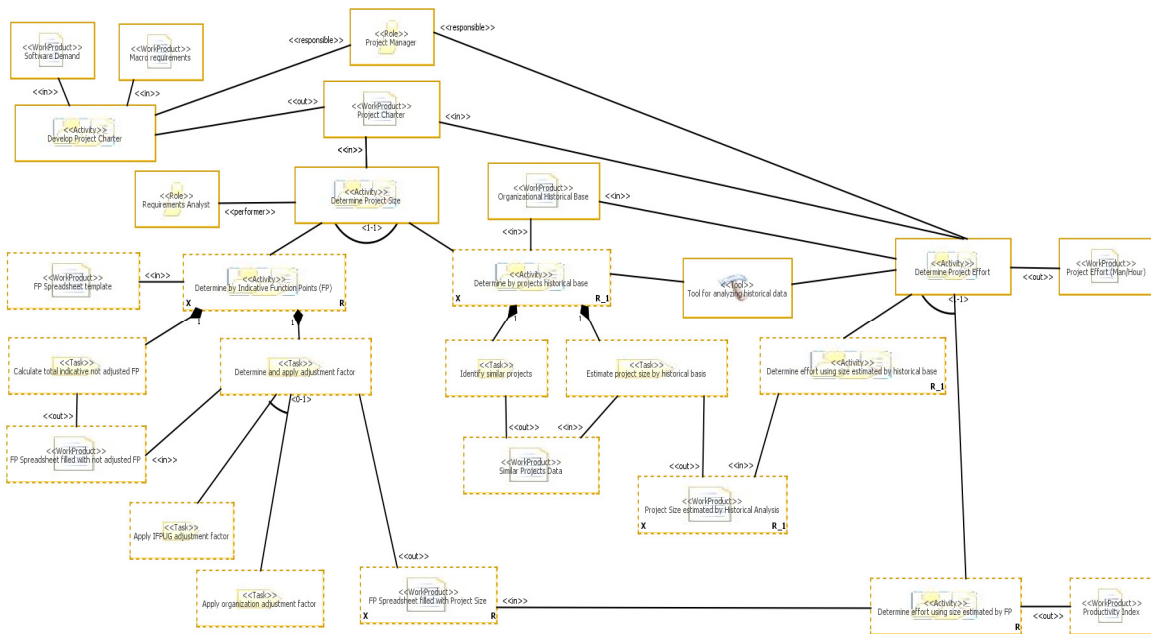 <<Role>>
Project Manager
<<WorkProduct>>
Software Demand
<<WorkProduct>>
Macro requirements
<<responsible>>
<<responsible>>
<<in>>
<<in>>
<<out>>
<<WorkProduct>>
Project Charter
<<in>>
<<Activity>>
Develop Project Charter
<<in>>
<<Role>>
Requirements Analyst
<<performer>>
<<Activity>>
Determine Project Size
<1-1>
<<WorkProduct>>
Organizational Historical Base
<<in>>
<<in>>
<<WorkProduct>>
FP Spreadsheet template
<<in>>
<<Activity>>
Determine by Indicative Function Points (FP)
X
R
<<Activity>>
Determine by projects historical base
X
R_1
<<Tool>>
Tool for analyzing historical data
<<Activity>>
Determine Project Effort
<1-1>
<<out>>
<<WorkProduct>>
Project Effort (Man/Hour)
1
1
1
1
<<Task>>
Calculate total indicative not adjusted FP
<<Task>>
Determine and apply adjustment factor
<0-1>
<<Task>>
Identify similar projects
<<Task>>
Estimate project size by historical basis
<<Activity>>
Determine effort using size estimated by historical base
R_1
<<out>>
<<WorkProduct>>
FP Spreadsheet filled with not adjusted FP
<<in>>
<<out>>
<<in>>
<<WorkProduct>>
Similar Projects Data
<<out>>
<<in>>
<<WorkProduct>>
Project Size estimated by Historical Analysis
X
R_1
<<Task>>
Apply IFPUG adjustment factor
<<Task>>
Apply organization adjustment factor
<<out>>
<<WorkProduct>>
FP Spreadsheet filled with Project Size
X
R
<<in>>
<<Activity>>
Determine effort using size estimated by FP
R
<<out>>
<<WorkProduct>>
Productivity Index